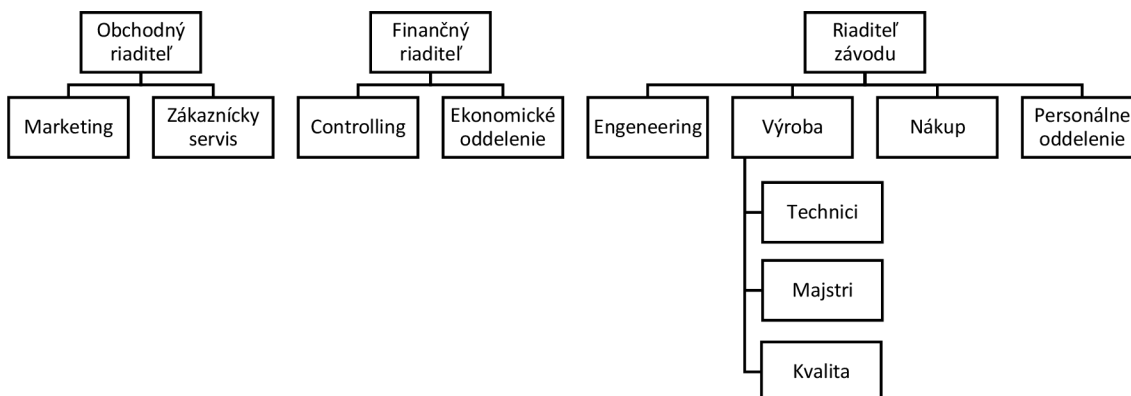 Obchodný
riaditeľ
Finančný
riaditeľ
Riaditeľ
závodu
Marketing
Zákaznícky
servis
Controlling
Ekonomické
oddelenie
Engeneering
Výroba
Nákup
Personálne
oddelenie
Technici
Majstri
Kvalita